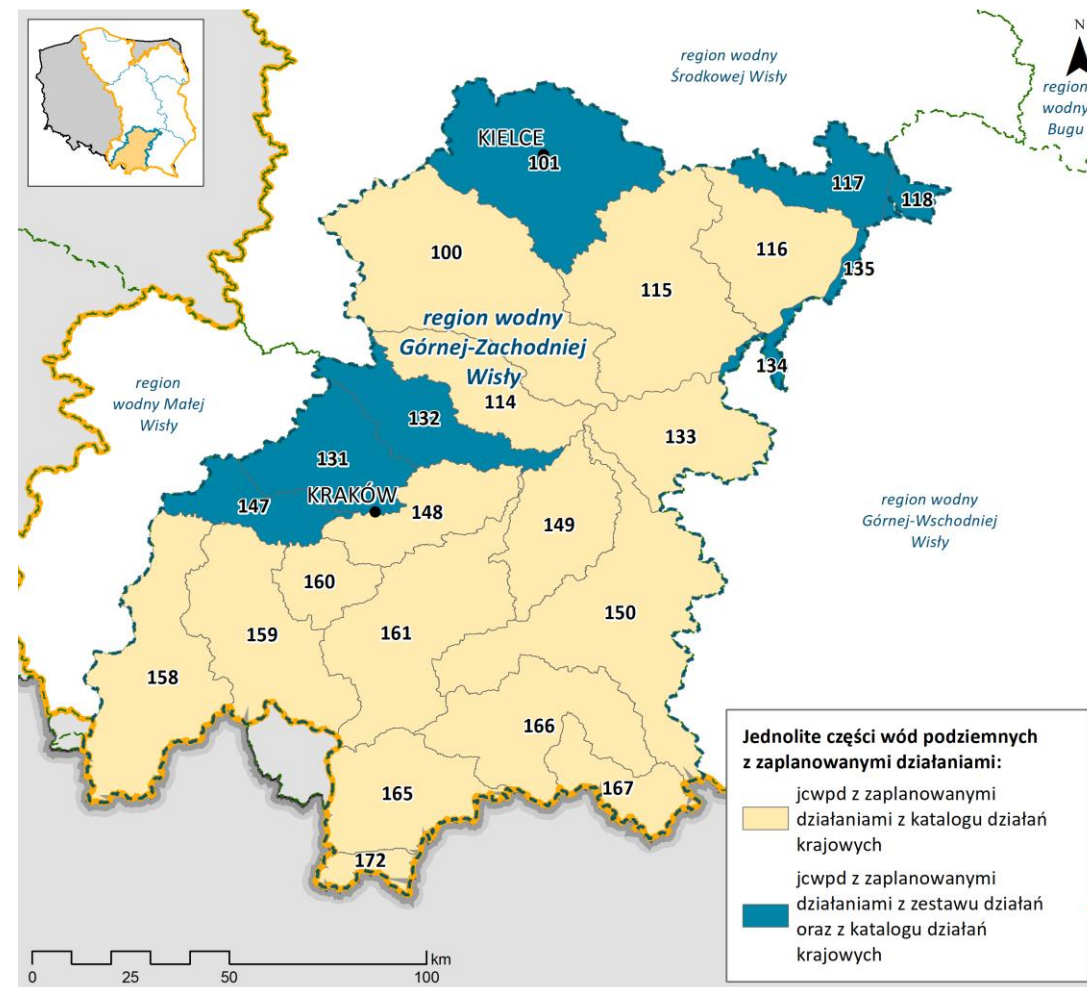 N
region wodny
Środkowej Wisły
region
wodny
Bugu
KIELCE
101
117
118
100
116
135
115
region wodny
Górnej-Zachodniej
Wisły
134
region
wodny Małej
Wisły
114
132
133
131
KRAKÓW
147
148
region wodny
Górnej-Wschodniej
Wisły
149
160
150
159
161
158
166
167
165
172
Jednolite części wód podziemnych
z zaplanowanymi działaniami:
jcwpd z zaplanowanymi
działaniami z katalogu działań
krajowych
jcwpd z zaplanowanymi
działaniami z zestawu działań
oraz z katalogu działań
krajowych
km
0 25 50 100